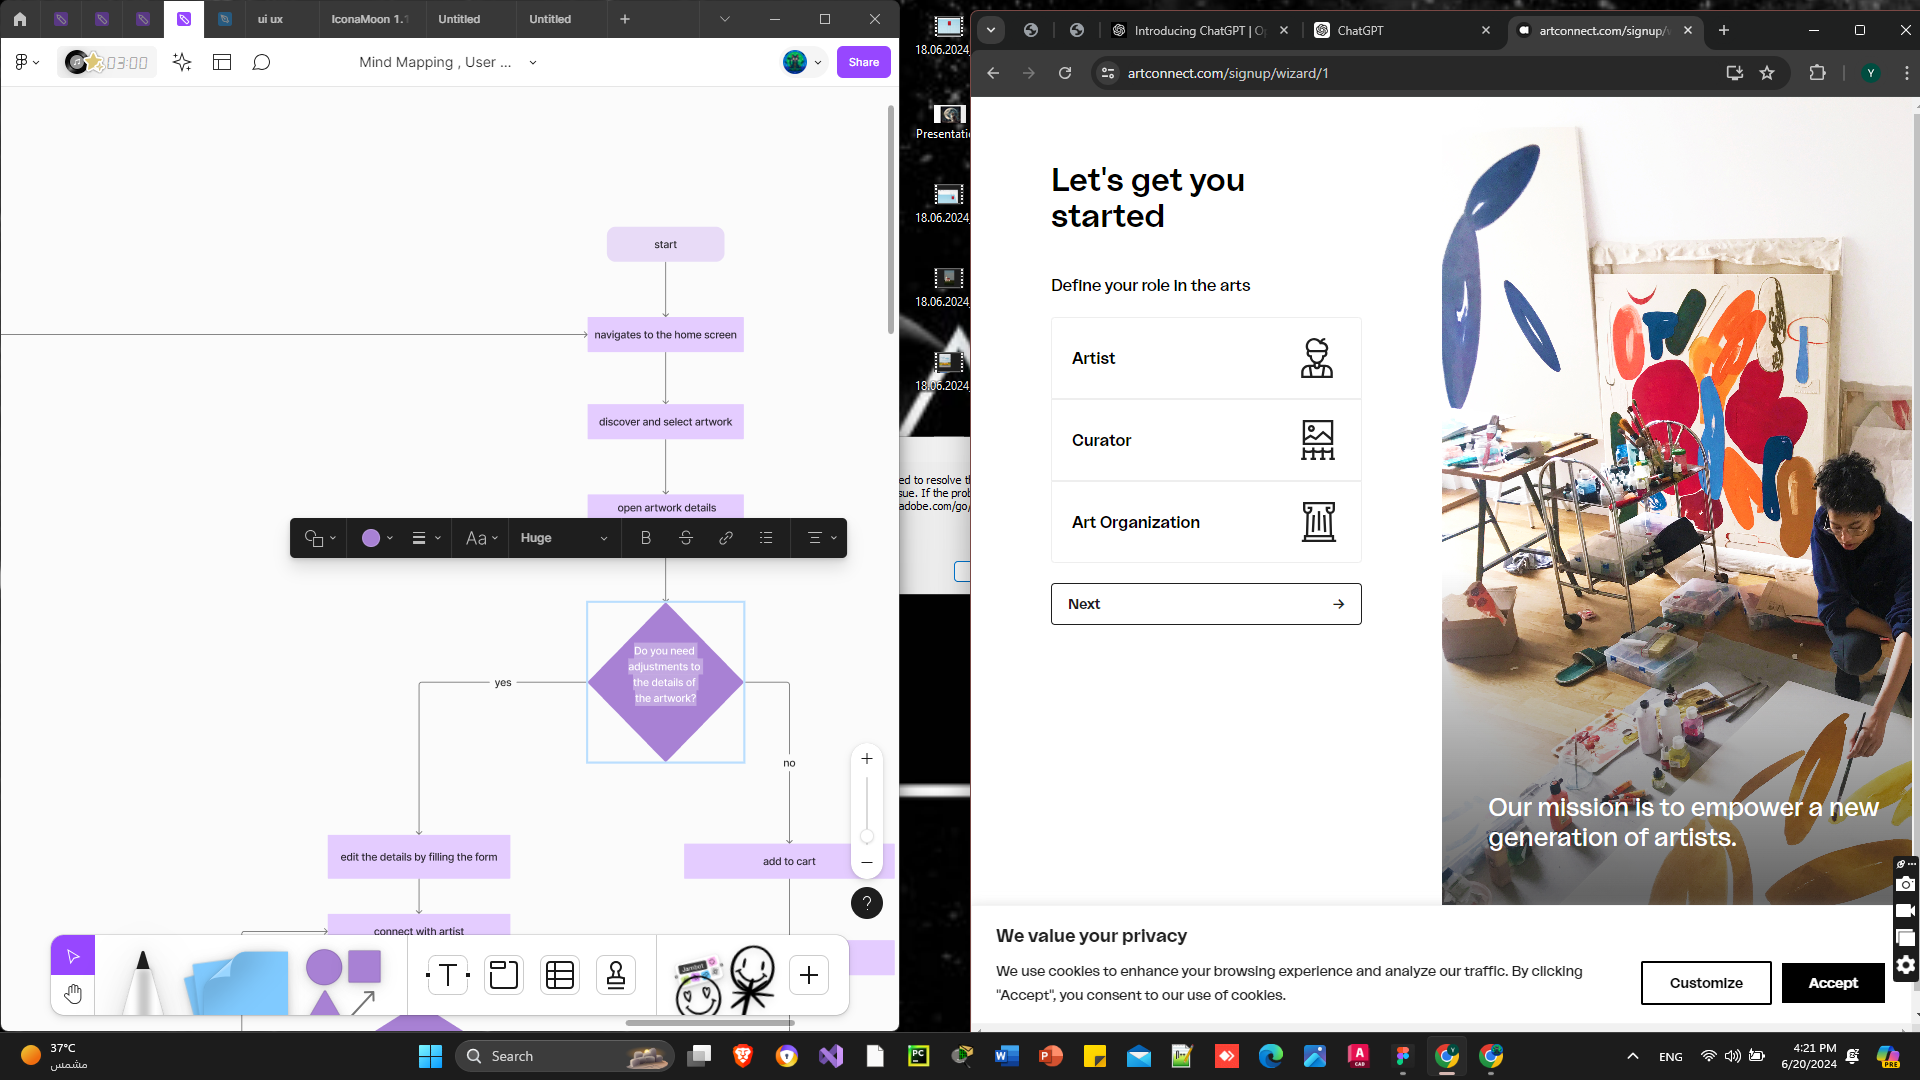 ui ux
IconaMoon 1.1
Untitled
Untitled
03:00
Mind Mapping , User ...
Share
start
navigates to the home screen
discover and select artwork
open artwork details
Aa
Huge
B
S
Do you need
adjustments to
the details of
the artwork?
yes
no
edit the details by filling the form
add to cart
connect with artist
T
Jambot
?
18.06.2024
Presentatio
18.06.2024
18.06.2024
18.06.2024
ed to resolve th
sue. If the prob
adobe.com/go/
Introducing ChatGPT | O
ChatGPT
artconnect.com/signup/w
artconnect.com/signup/wizard/1
Y
Let's get you
started
Define your role in the arts
Artist
Curator
Art Organization
Next
Our mission is to empower a new
generation of artists.
We value your privacy
We use cookies to enhance your browsing experience and analyze our traffic. By clicking
"Accept", you consent to our use of cookies.
Customize
Accept
37°C
مشمس
Search
ENG
4:21 PM
6/20/2024